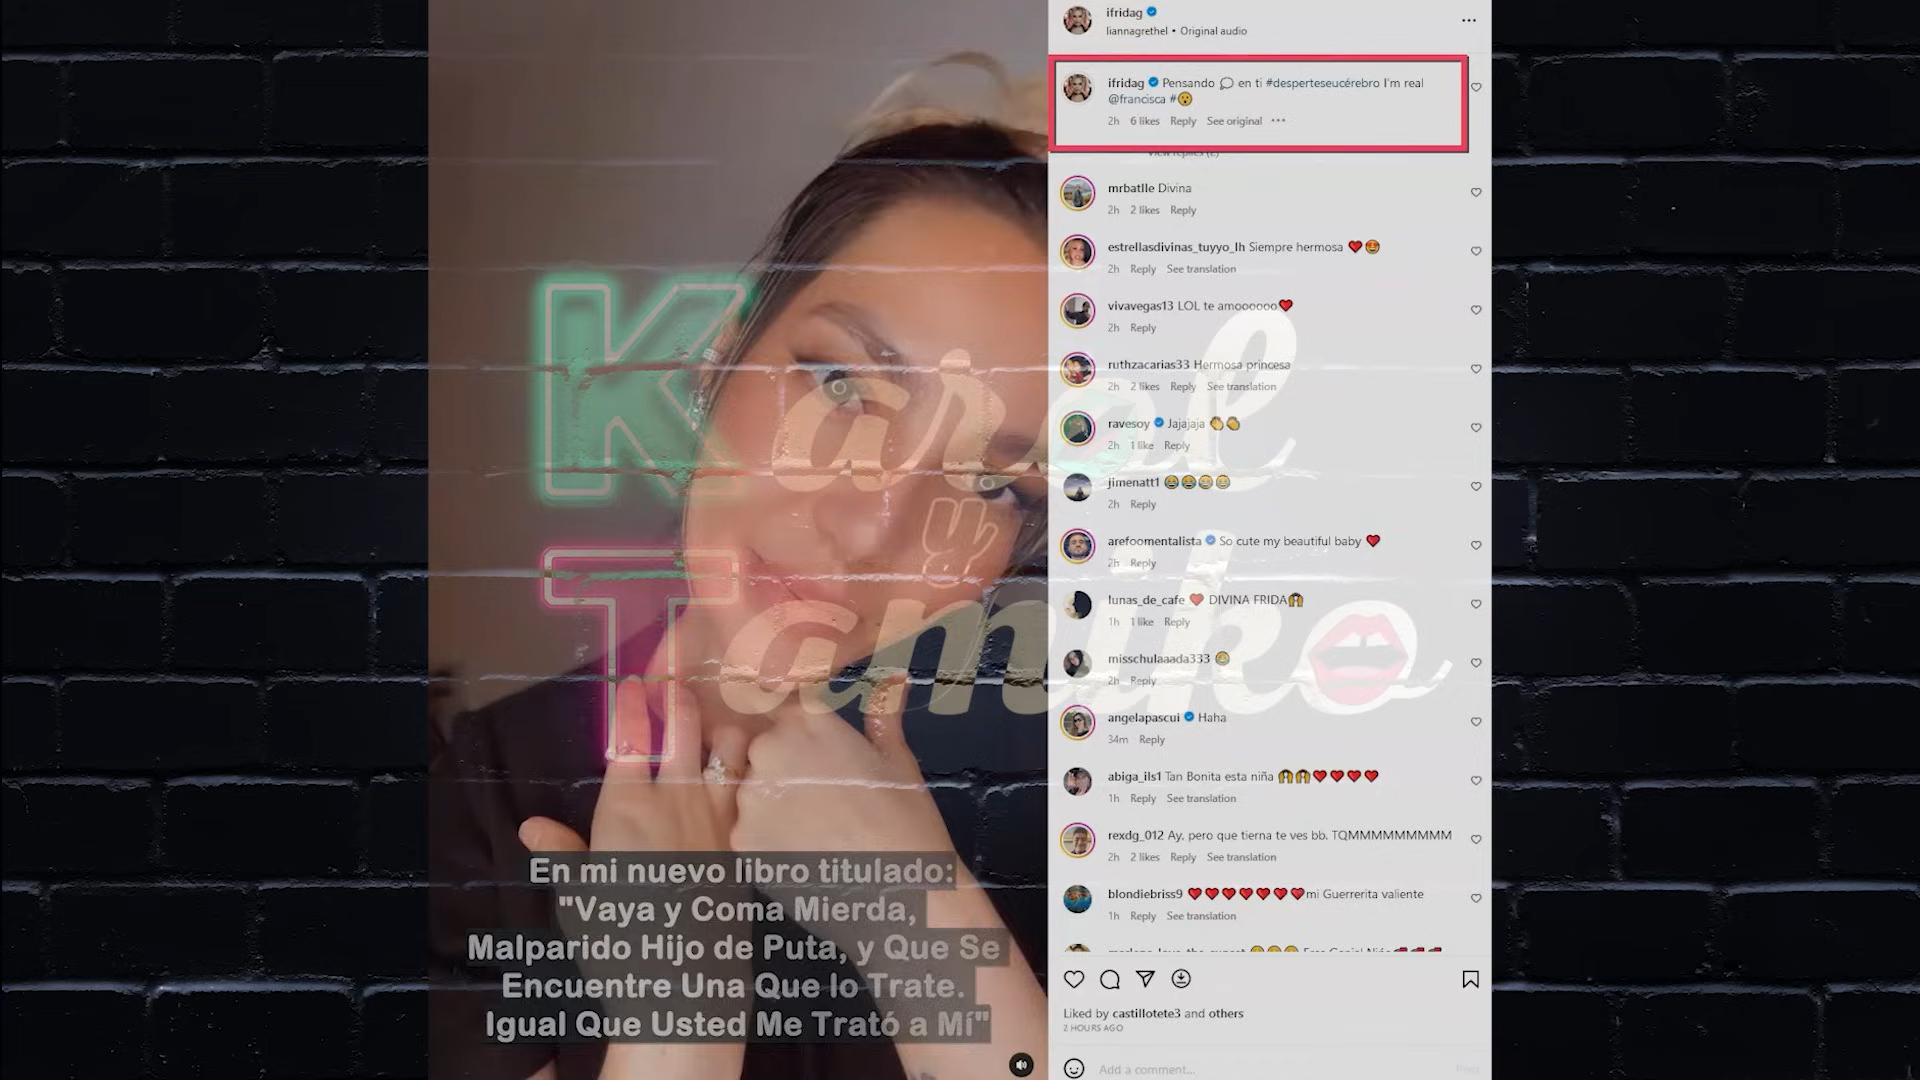 ifridag
liannagrethel • Original audio
ifridag Pensando 💭 en ti #desperteseucérebro I'm real
@francisca #😮
2h 6 likes Reply See original •••
View replies (2)
mrbatlle Divina
2h 2 likes Reply
estrellasdivinas_tuyyo_lh Siempre hermosa ❤️😍
2h Reply See translation
vivavegas13 LOL te amoooooo❤️
2h Reply
ruthzacarias33 Hermosa princesa
2h 2 likes Reply See translation
ravesoy Jajajaja 👏👏
2h 1 like Reply
jimenatt1 😂😂😂😂
2h Reply
arefoomentalista So cute my beautiful baby ❤️
2h Reply
lunas_de_cafe ❤️ DIVINA FRIDA🙌
1h 1 like Reply
misschulaaada333 😂
2h Reply
angelapascui Haha
34m Reply
abiga_ils1 Tan Bonita esta niña 🙌🙌❤️❤️❤️❤️
1h Reply See translation
rexdg_012 Ay, pero que tierna te ves bb. TQMMMMMMMMM
2h 2 likes Reply See translation
blondiebriss9 ❤️❤️❤️❤️❤️❤️❤️mi Guerrerita valiente
1h Reply See translation
Liked by castillotete3 and others
2 HOURS AGO
Add a comment...
Post
Karol
y
Tamiko
En mi nuevo libro titulado:
"Vaya y Coma Mierda,
Malparido Hijo de Puta, y Que Se
Encuentre Una Que lo Trate.
Igual Que Usted Me Trató a Mí"